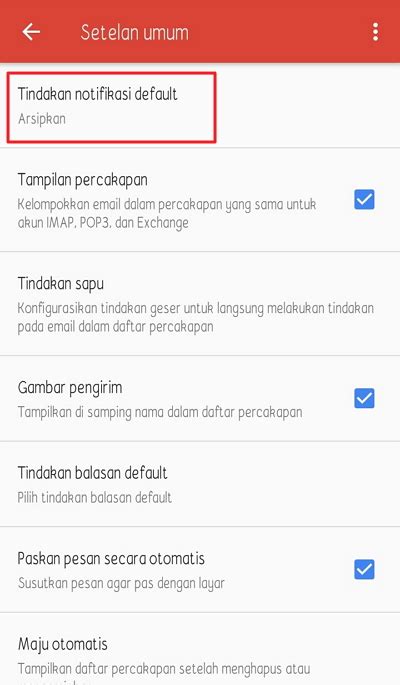 Setelan umum
Tindakan notifikasi default
Arsipkan
Tampilan percakapan
Kelompokkan email dalam percakapan yang sama untuk
akun IMAP, POP3, dan Exchange
Tindakan sapu
Konfigurasikan tindakan geser untuk langsung melakukan tindakan
pada email dalam daftar percakapan
Gambar pengirim
Tampilkan di samping nama dalam daftar percakapan
Tindakan balasan default
Pilih tindakan balasan default
Paskan pesan secara otomatis
Susutkan pesan agar pas dengan layar
Maju otomatis
Tampilkan daftar percakapan setelah menghapus atau